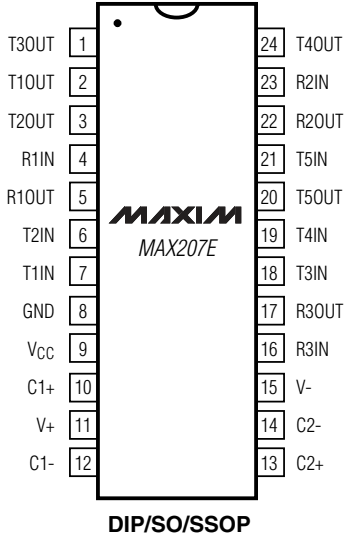 T3OUT 1 24 T4OUT
T1OUT 2 23 R2IN
T2OUT 3 22 R2OUT
R1IN 4 21 T5IN
R1OUT 5 20 T5OUT
MAXIM
T2IN 6 19 T4IN
MAX207E
T1IN 7 18 T3IN
GND 8 17 R3OUT
VCC 9 16 R3IN
C1+ 10 15 V-
V+ 11 14 C2-
C1- 12 13 C2+
DIP/SO/SSOP